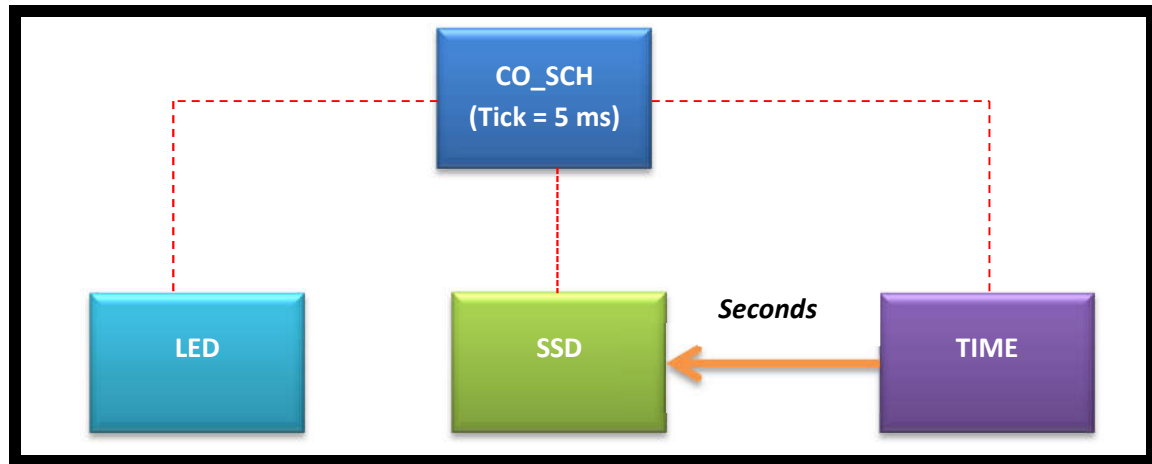 CO_SCH
(Tick = 5 ms)
Seconds
LED
SSD
TIME